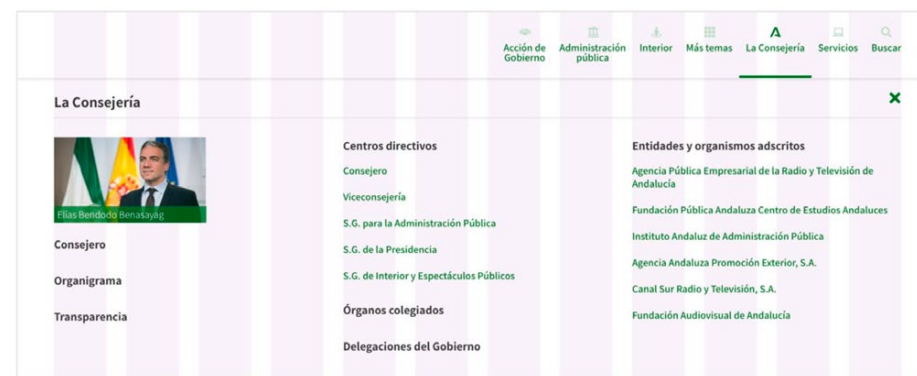 Acción de
Gobierno
Administración
pública
Interior
Más temas
La Consejería
Servicios
Buscar
La Consejería
Elías Bendodo Benasayag
Consejero
Organigrama
Transparencia
Centros directivos
Consejero
Viceconsejería
S.G. para la Administración Pública
S.G. de la Presidencia
S.G. de Interior y Espectáculos Públicos
Órganos colegiados
Delegaciones del Gobierno
Entidades y organismos adscritos
Agencia Pública Empresarial de la Radio y Televisión de
Andalucía
Fundación Pública Andaluza Centro de Estudios Andaluces
Instituto Andaluz de Administración Pública
Agencia Andaluza Promoción Exterior, S.A.
Canal Sur Radio y Televisión, S.A.
Fundación Audiovisual de Andalucía